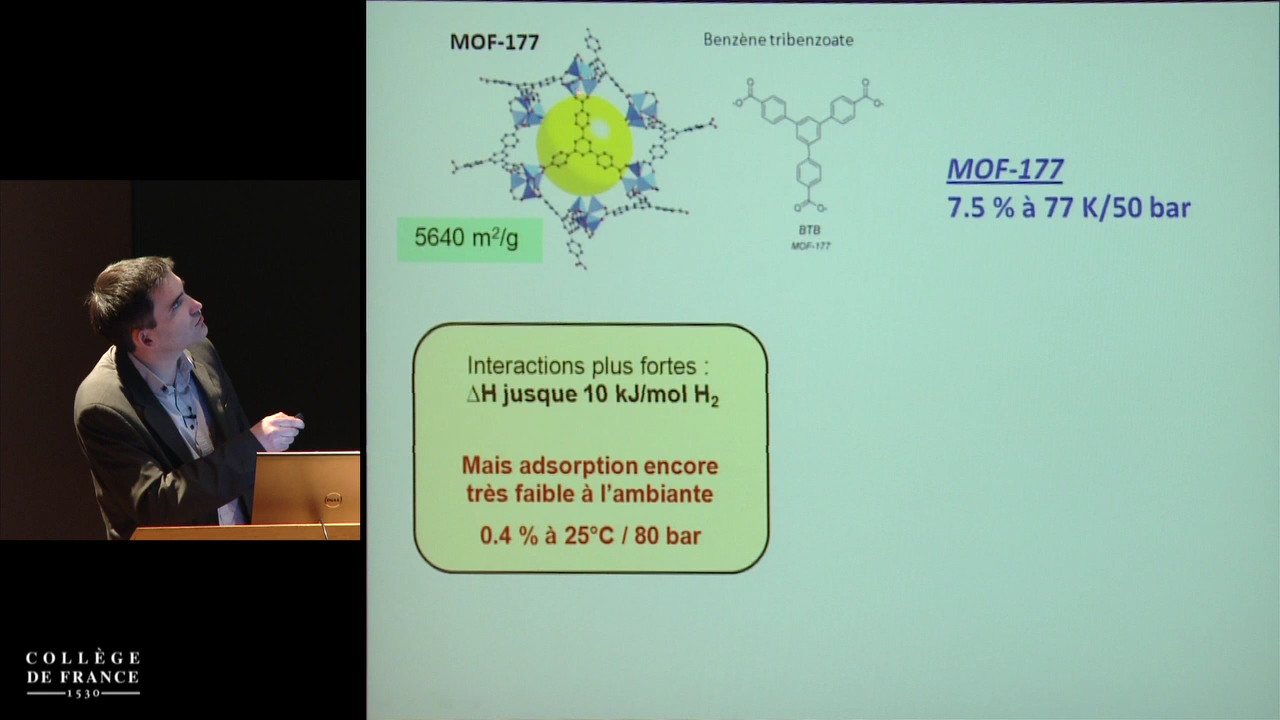 MOF-177
Benzène tribenzoate
5640 m²/g
BTB
MOF-177
MOF-177
7.5 % à 77 K/50 bar
Interactions plus fortes :
ΔH jusque 10 kJ/mol H₂
Mais adsorption encore
très faible à l'ambiante
0.4 % à 25°C / 80 bar
DELL
COLLÈGE
DE FRANCE
1530